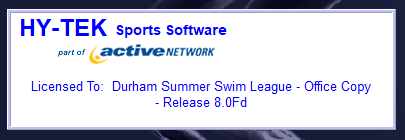 HY-TEK Sports Software
part of active NETWORK
Licensed To: Durham Summer Swim League - Office Copy
- Release 8.0Fd